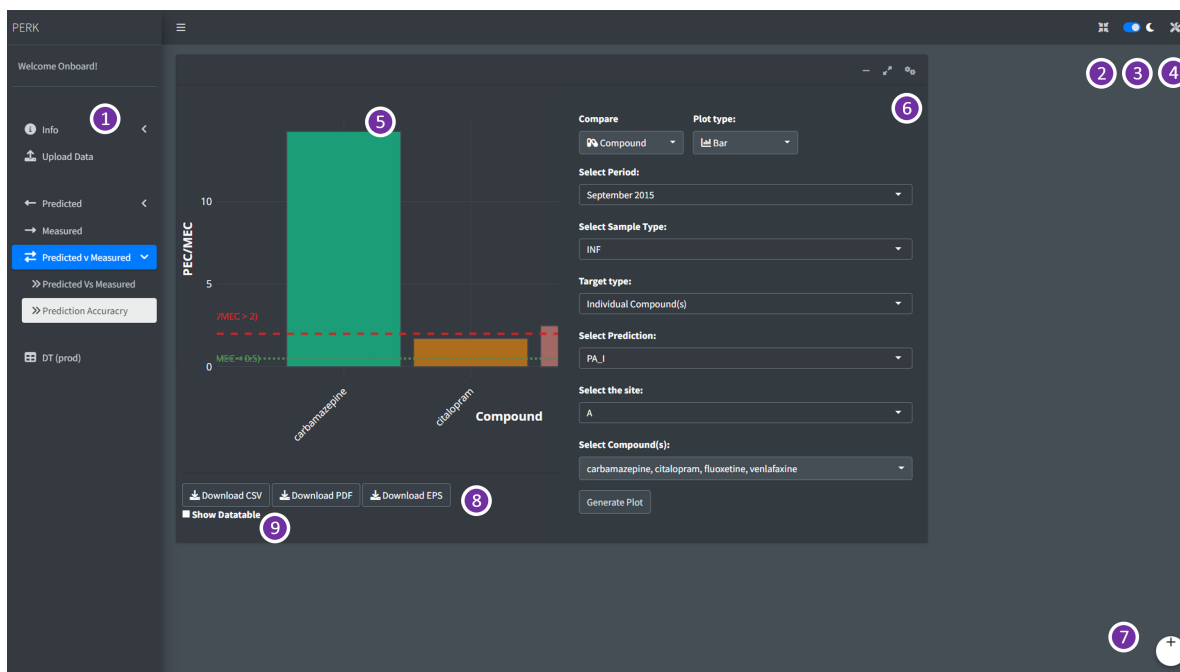 PERK
Welcome Onboard!
1
Info
Upload Data
Predicted
Measured
Predicted v Measured
Predicted Vs Measured
Prediction Accuracry
DT (prod)
2
3
4
5
6
PEC/MEC
10
5
0
/MEC > 2)
MEC < 0.5)
carbamazepine
citalopram
Compound
Compare
Plot type:
Compound
Bar
Select Period:
September 2015
Select Sample Type:
INF
Target type:
Individual Compound(s)
Select Prediction:
PA_I
Select the site:
A
Select Compound(s):
carbamazepine, citalopram, fluoxetine, venlafaxine
Generate Plot
Download CSV
Download PDF
Download EPS
8
Show Datatable
9
7
+